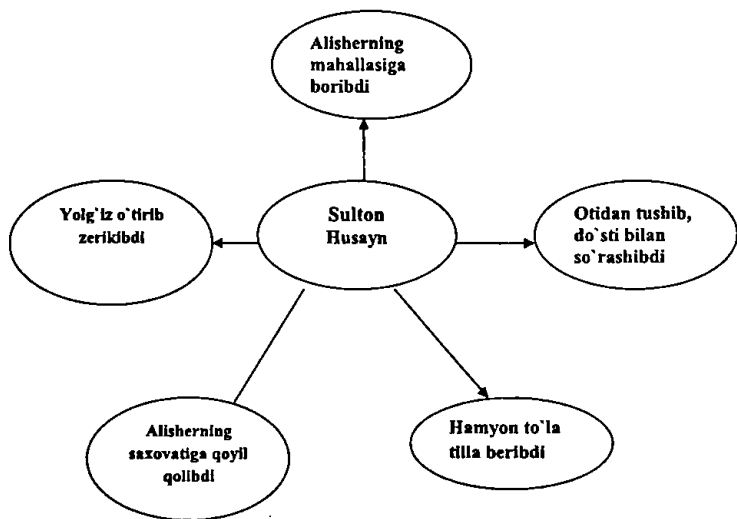 Alisherning
mahallasiga
boribdi
Yolg`iz o`tirib
zerikibdi
Sulton
Husayn
Otidan tushib,
do`sti bilan
so`rashibdi
Alisherning
saxovatiga qoyil
qolibdi
Hamyon to`la
tilla beribdi